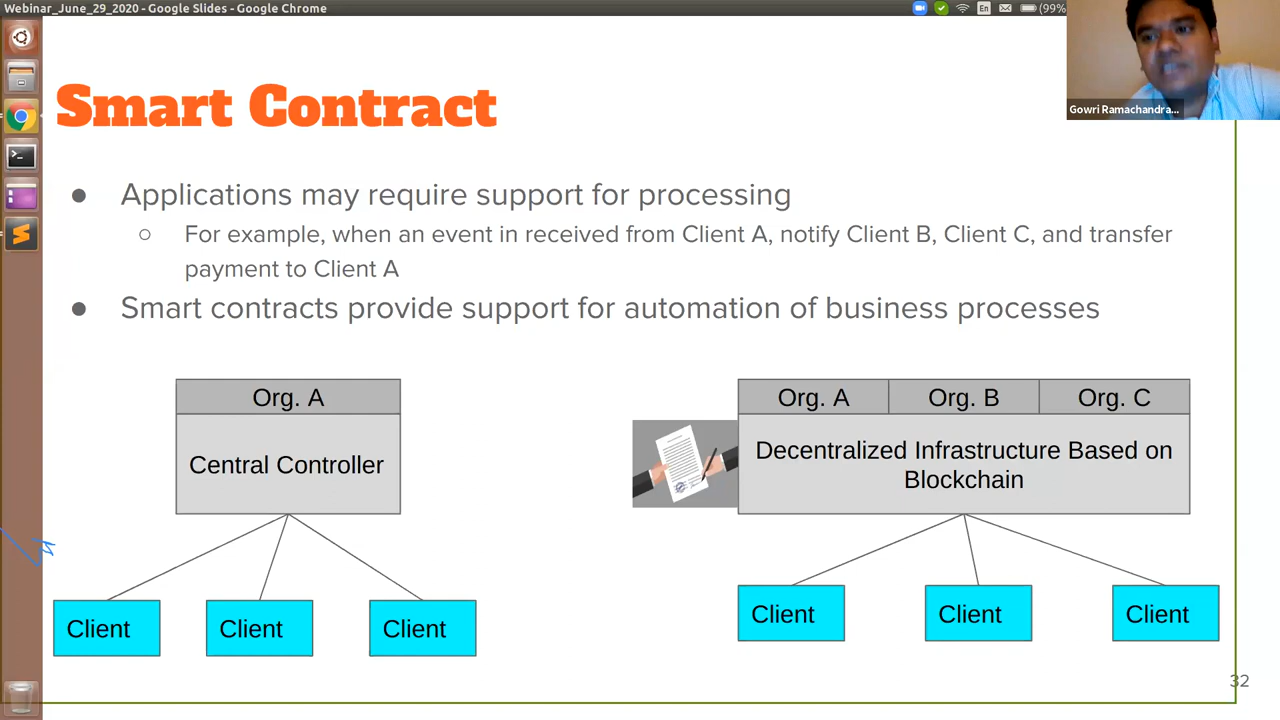 Webinar_June_29_2020 - Google Slides - Google Chrome
En
(99%
Gowri Ramachandra...
Smart Contract
● Applications may require support for processing
○ For example, when an event in received from Client A, notify Client B, Client C, and transfer
payment to Client A
● Smart contracts provide support for automation of business processes
Org. A
Central Controller
Client
Client
Client
Org. A
Org. B
Org. C
Decentralized Infrastructure Based on
Blockchain
Client
Client
Client
32